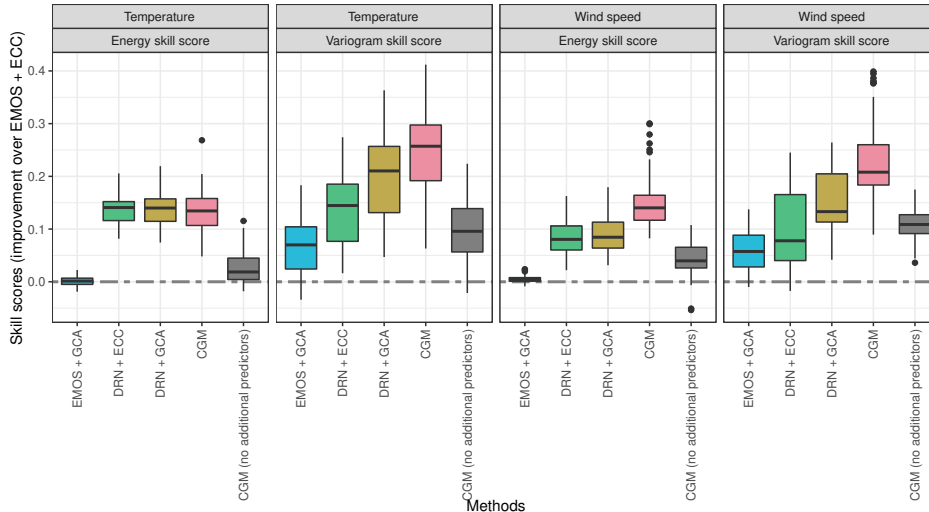 Temperature
Temperature
Wind speed
Wind speed
Energy skill score
Variogram skill score
Energy skill score
Variogram skill score
Skill scores (improvement over EMOS + ECC)
0.4
0.3
0.2
0.1
0.0
EMOS + GCA
DRN + ECC
DRN + GCA
CGM
CGM (no additional predictors)
EMOS + GCA
DRN + ECC
DRN + GCA
CGM
CGM (no additional predictors)
EMOS + GCA
DRN + ECC
DRN + GCA
CGM
CGM (no additional predictors)
EMOS + GCA
DRN + ECC
DRN + GCA
CGM
CGM (no additional predictors)
Methods